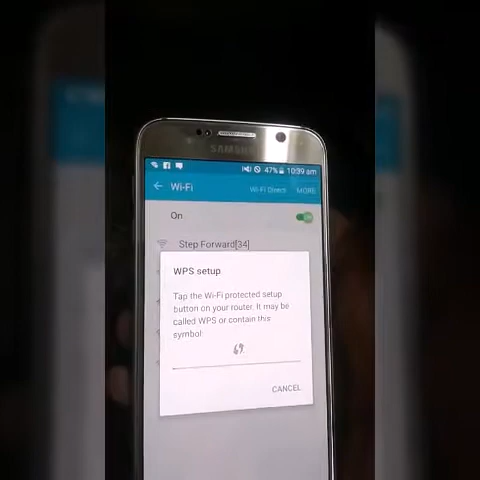 SAMSUNG
47% 10:39 am
Wi-Fi Wi-Fi Direct MORE
On
Step Forward[34]
WPS setup
Tap the Wi-Fi protected setup
button on your router. It may be
called WPS or contain this
symbol:
CANCEL